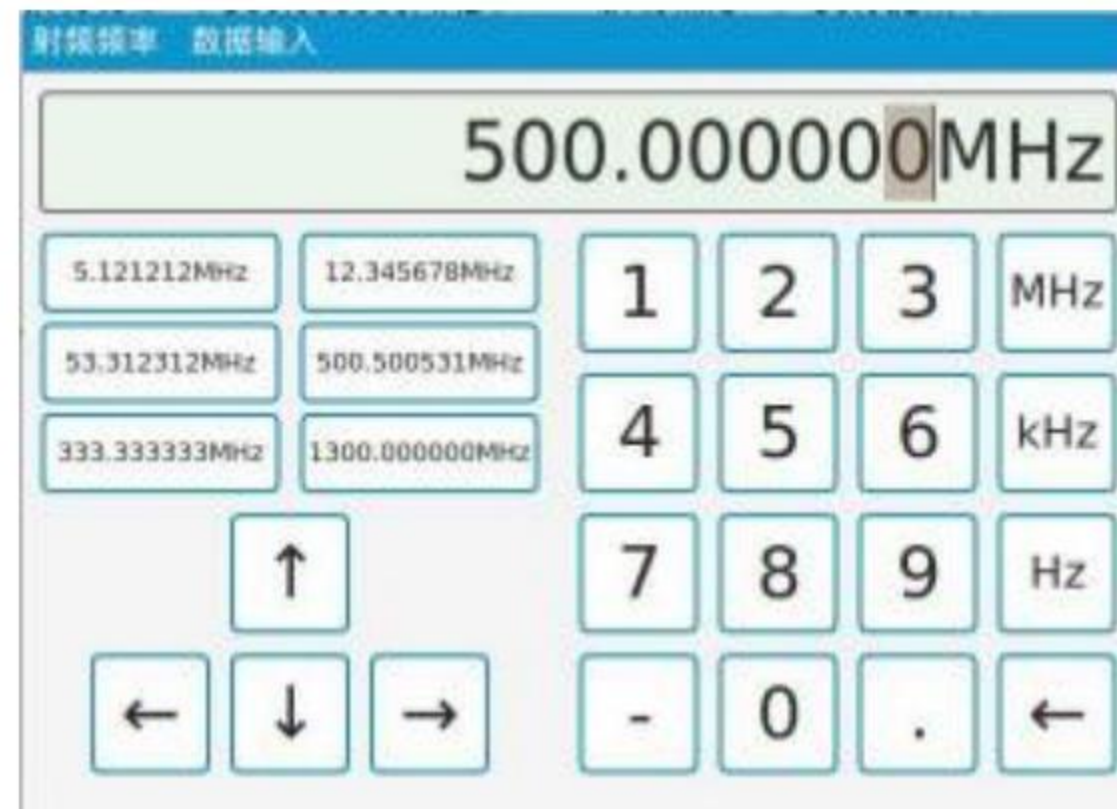 射频频率 数据输入
500.000000MHz
5.121212MHz 12.345678MHz 1 2 3 MHz
53.312312MHz 500.500531MHz 4 5 6 kHz
333.333333MHz 1300.000000MHz
↑ 7 8 9 Hz
← ↓ → - 0 . ←